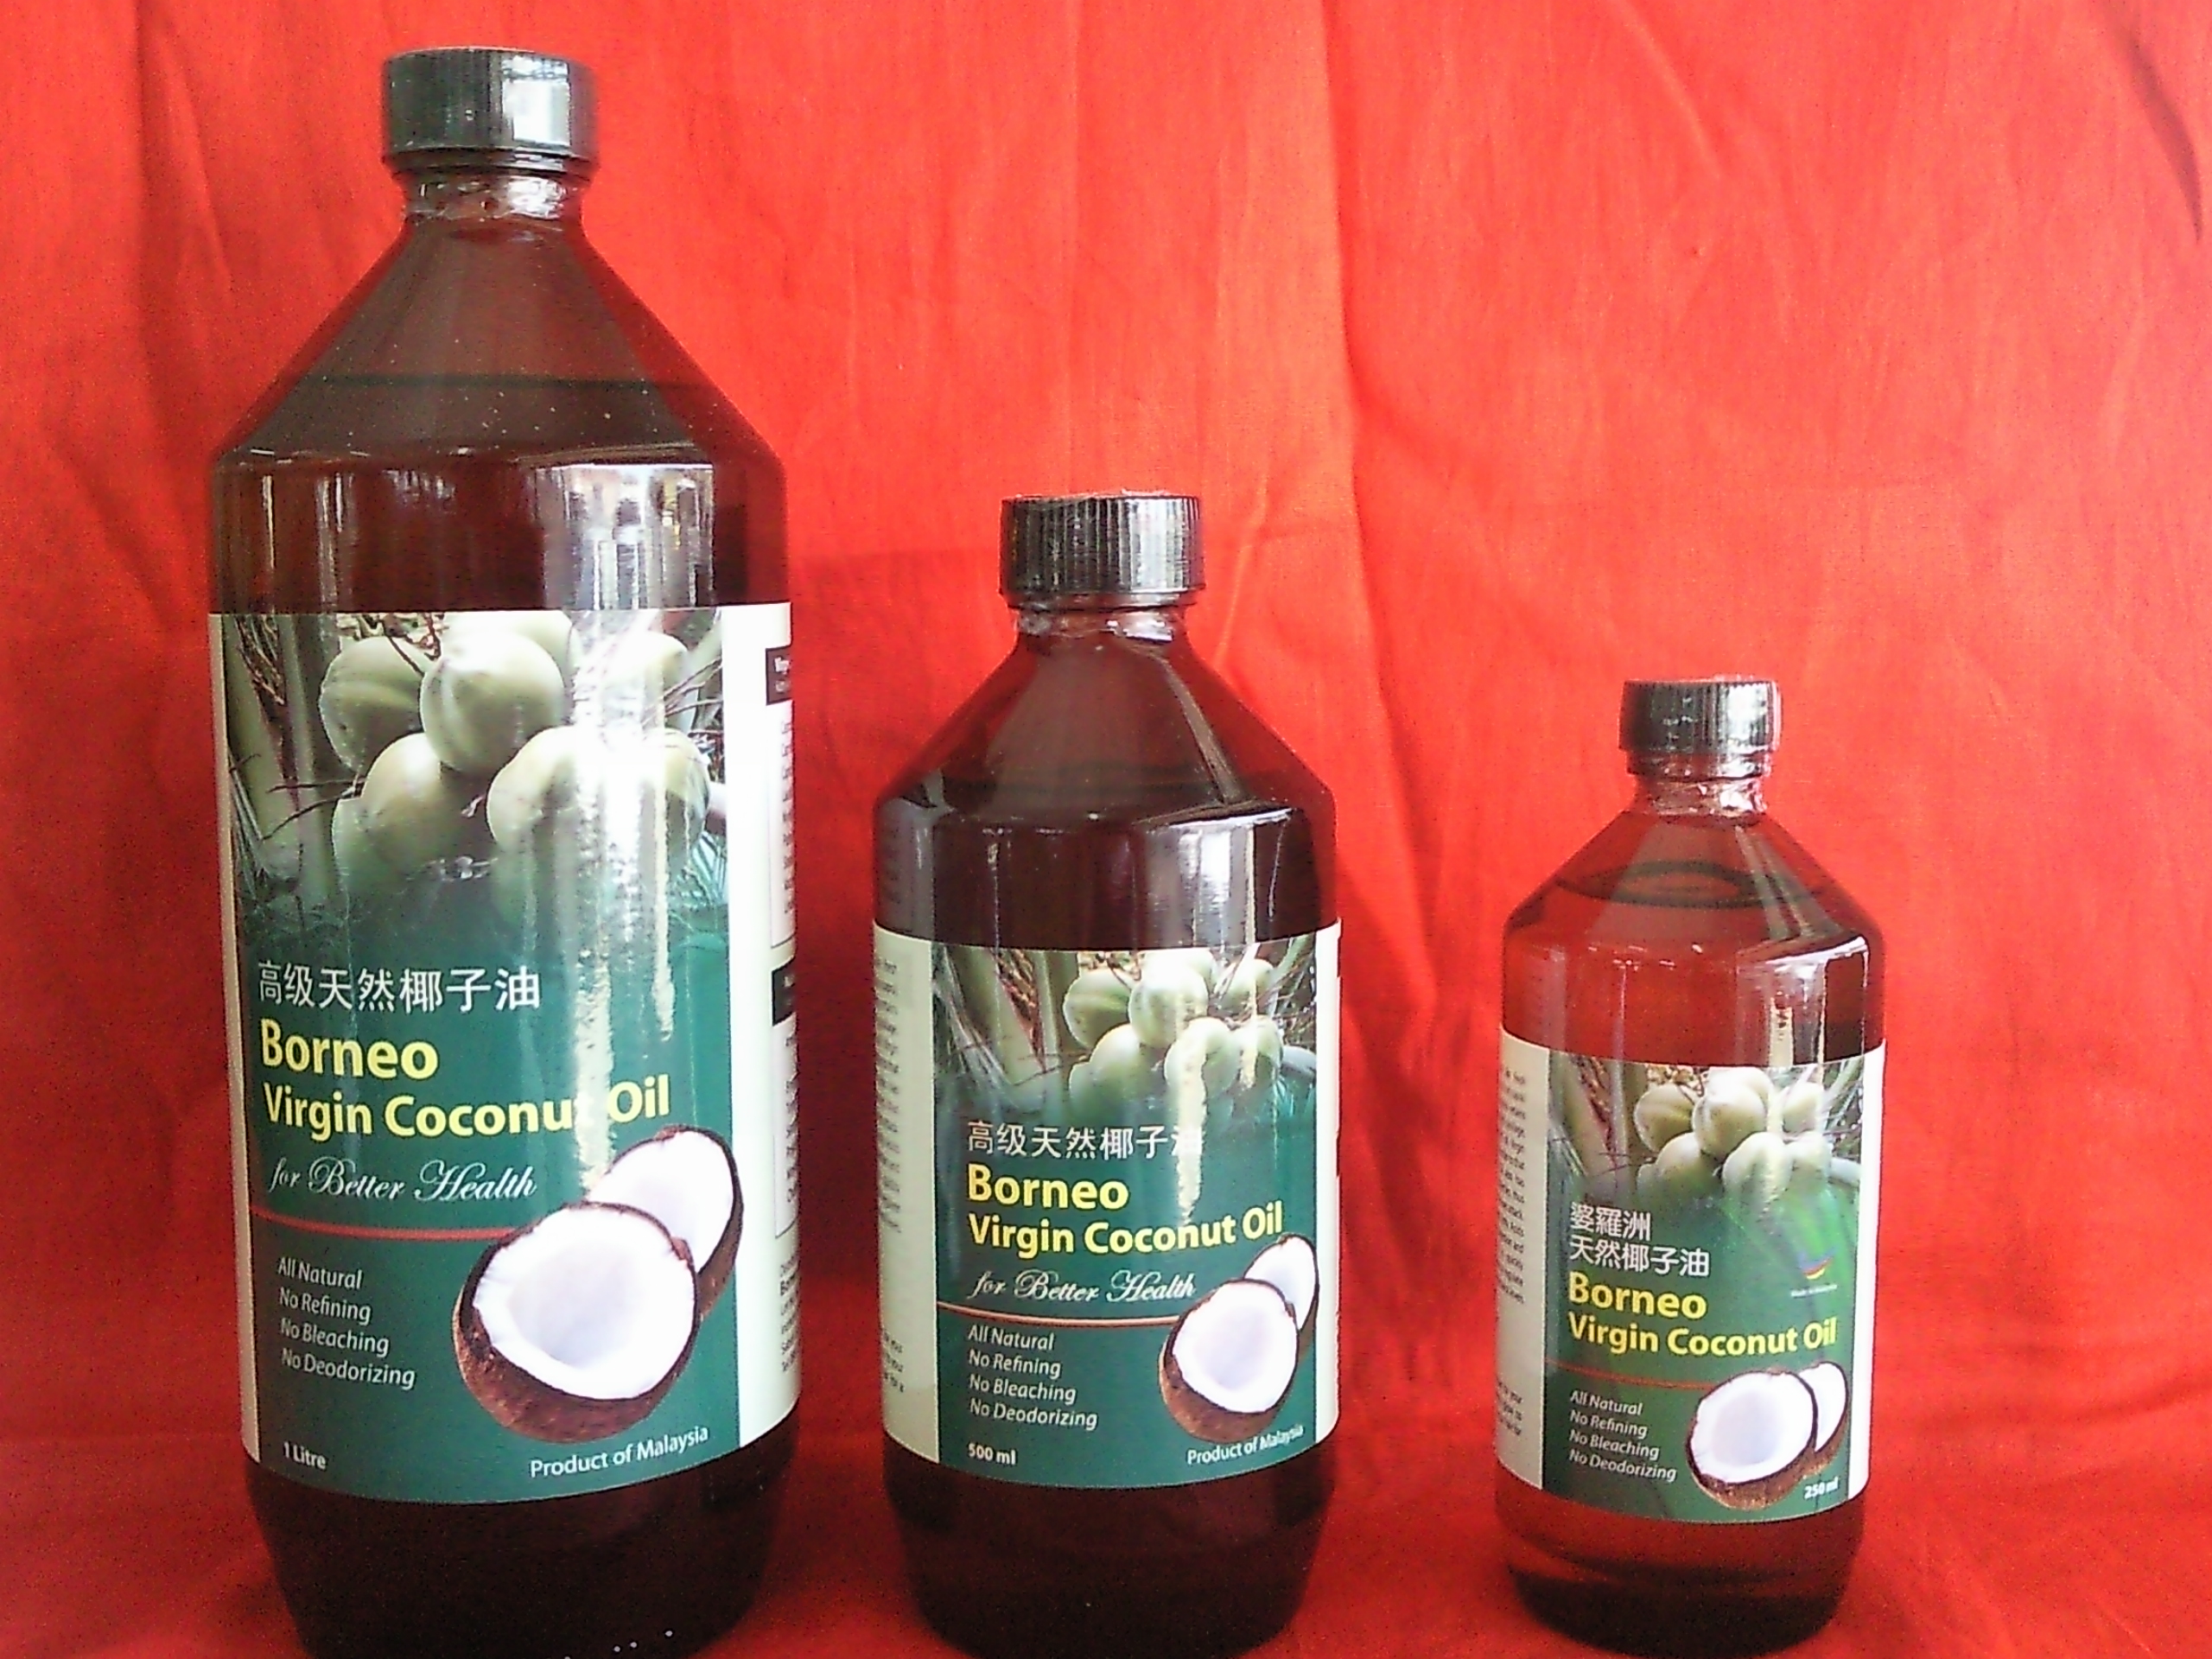 高级天然椰子油
Borneo
Virgin Coconut Oil
for Better Health
All Natural
No Refining
No Bleaching
No Deodorizing
1 Litre
Product of Malaysia
高级天然椰子油
Borneo
Virgin Coconut Oil
for Better Health
All Natural
No Refining
No Bleaching
No Deodorizing
500 ml
Product of Malaysia
婆羅洲
天然椰子油
Borneo
Virgin Coconut Oil
All Natural
No Refining
No Bleaching
No Deodorizing
250 ml